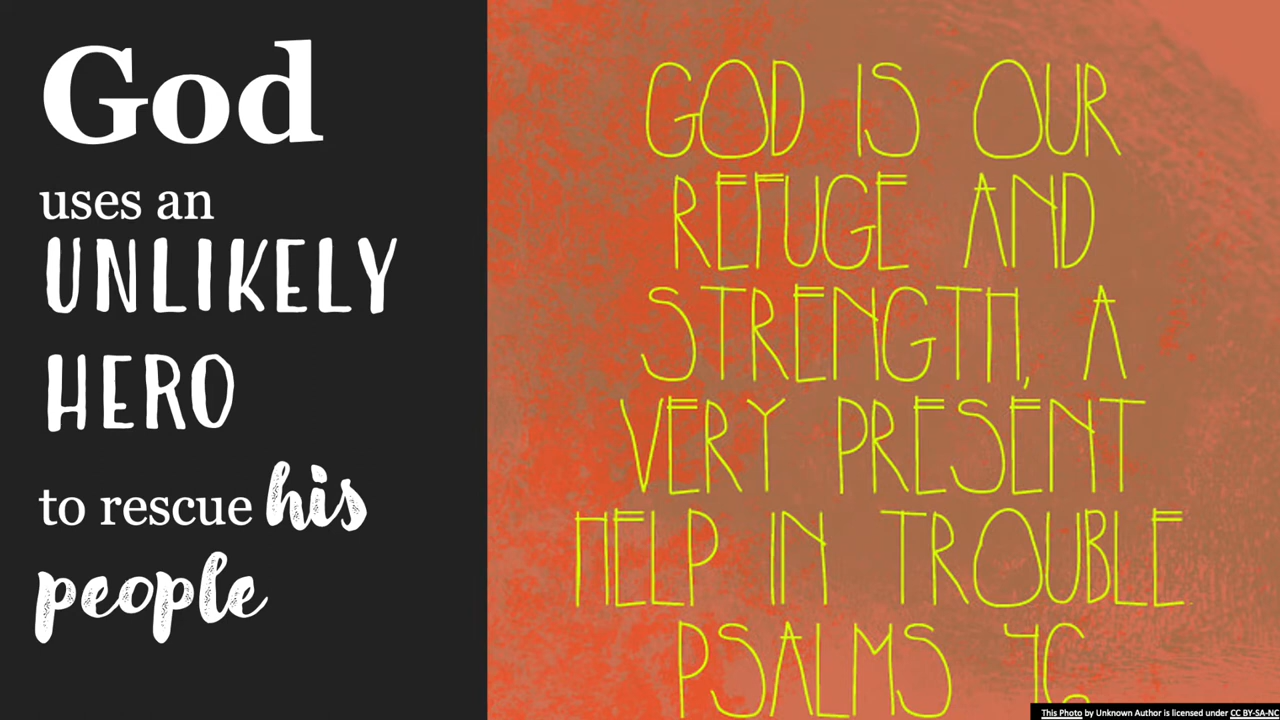 God
uses an
UNLIKELY
HERO
to rescue his
people
GOD IS OUR
REFUGE AND
STRENGTH, A
VERY PRESENT
HELP IN TROUBLE
PSALMS 46
This Photo by Unknown Author is licensed under CC BY-SA-NC